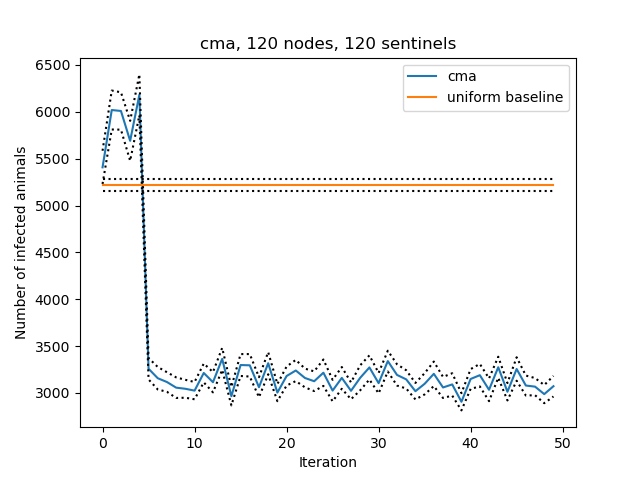 cma, 120 nodes, 120 sentinels
cma
uniform baseline
Number of infected animals
6500
6000
5500
5000
4500
4000
3500
3000
0 10 20 30 40 50
Iteration